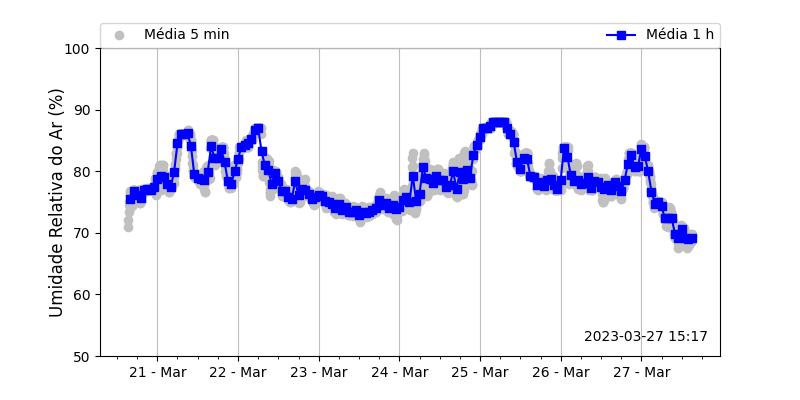 Média 5 min
Média 1 h
Umidade Relativa do Ar (%)
100
90
80
70
60
50
2023-03-27 15:17
21 - Mar
22 - Mar
23 - Mar
24 - Mar
25 - Mar
26 - Mar
27 - Mar